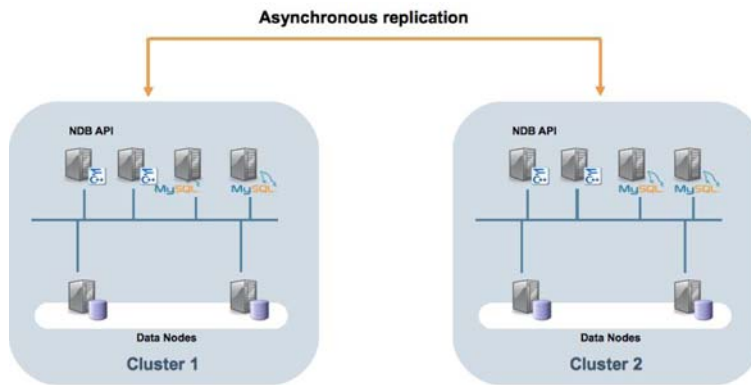 Asynchronous replication
NDB API
C++
C++
MySQL
MySQL
Data Nodes
Cluster 1
NDB API
C++
C++
MySQL
MySQL
Data Nodes
Cluster 2